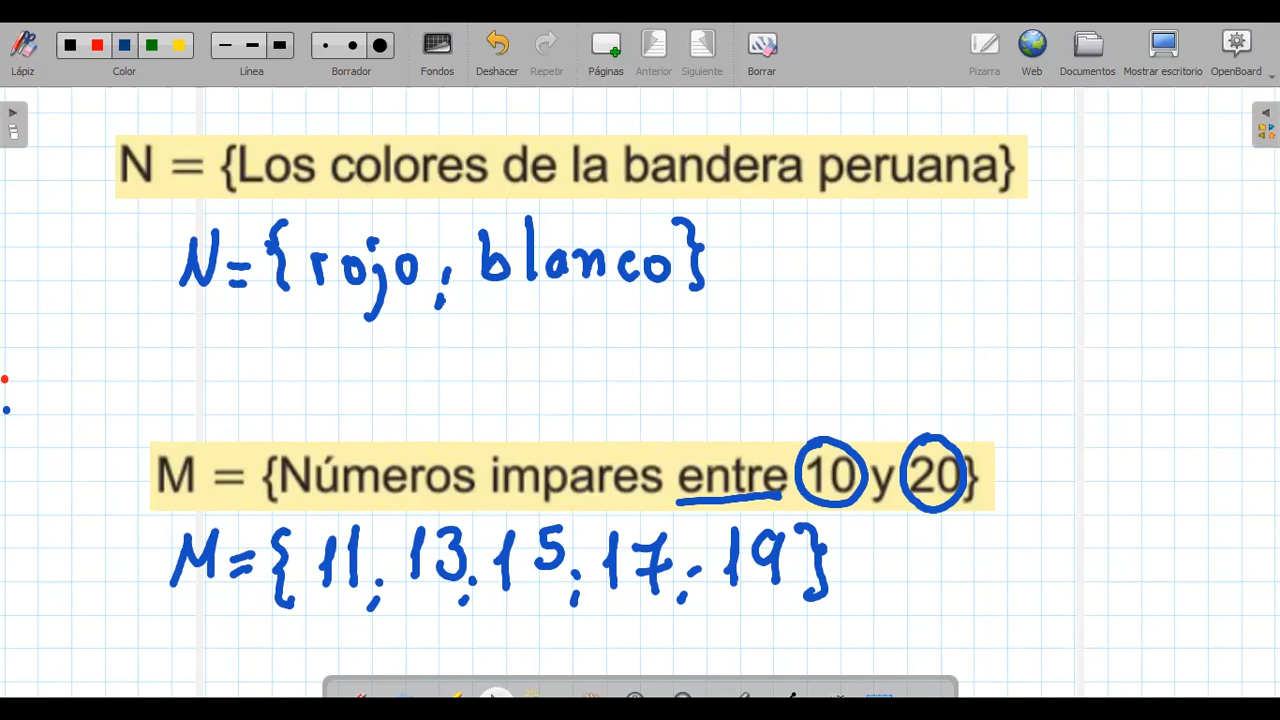 Lápiz Color Línea Borrador Fondos Deshacer Repetir Páginas Anterior Siguiente Borrar Pizarra Web Documentos Mostrar escritorio OpenBoard
N = {Los colores de la bandera peruana}
N={rojo; blanco}
M = {Números impares entre 10 y 20}
M={11; 13; 15; 17; 19}